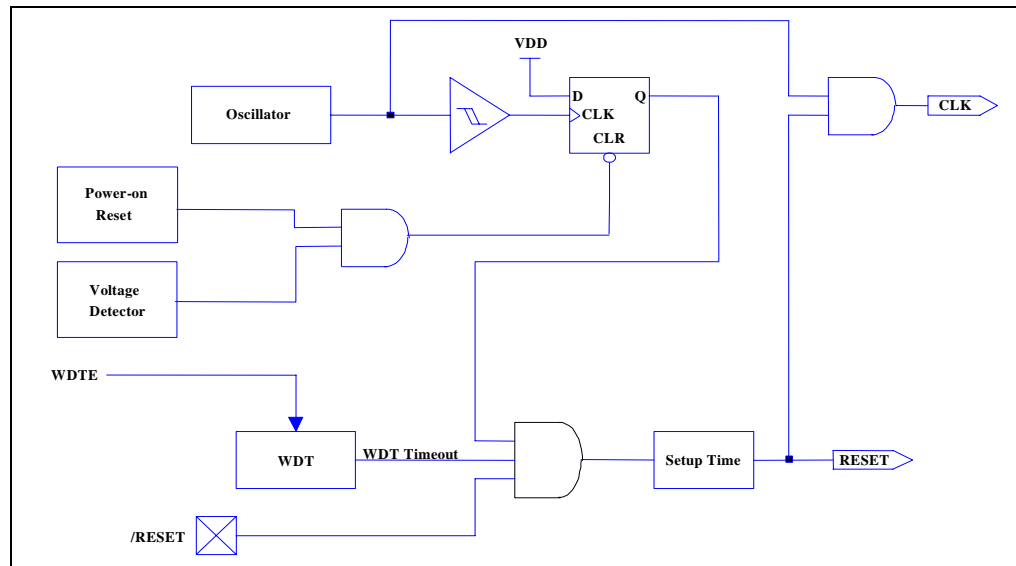 VDD
Oscillator
D
Q
CLK
CLR
CLK
Power-on
Reset
Voltage
Detector
WDTE
WDT
WDT Timeout
Setup Time
RESET
/RESET